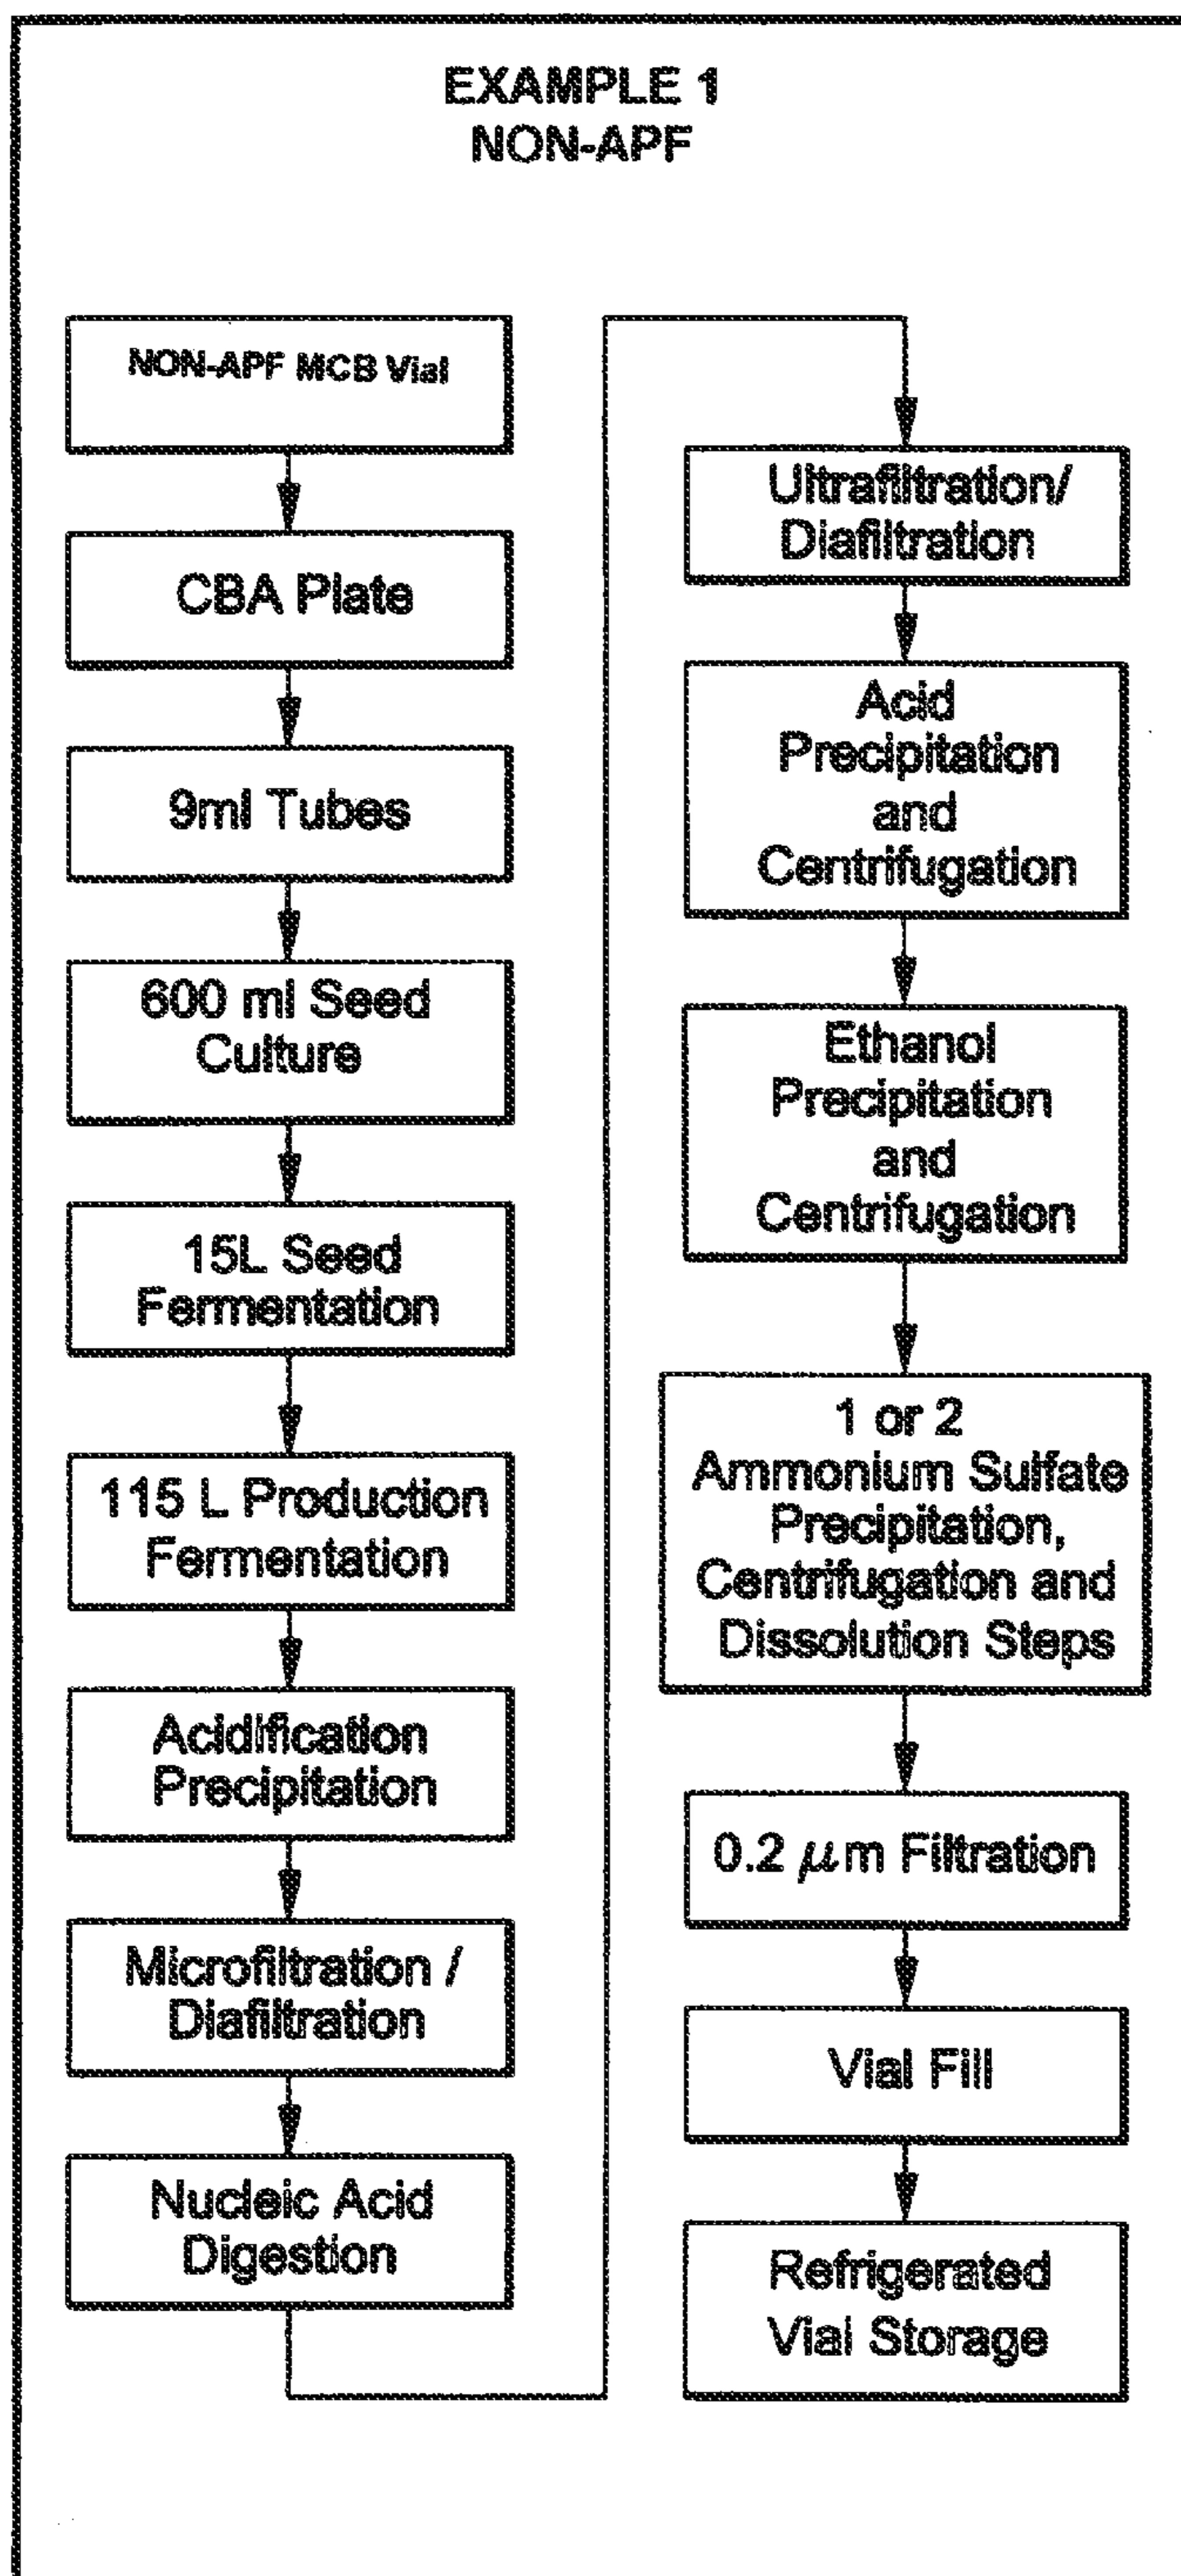 EXAMPLE 1
NON-APF
NON-APF MCB Vial
CBA Plate
9ml Tubes
600 ml Seed
Culture
15L Seed
Fermentation
115 L Production
Fermentation
Acidification
Precipitation
Microfiltration /
Diafiltration
Nucleic Acid
Digestion
Ultrafiltration/
Diafiltration
Acid
Precipitation
and
Centrifugation
Ethanol
Precipitation
and
Centrifugation
1 or 2
Ammonium Sulfate
Precipitation,
Centrifugation and
Dissolution Steps
0.2 μm Filtration
Vial Fill
Refrigerated
Vial Storage